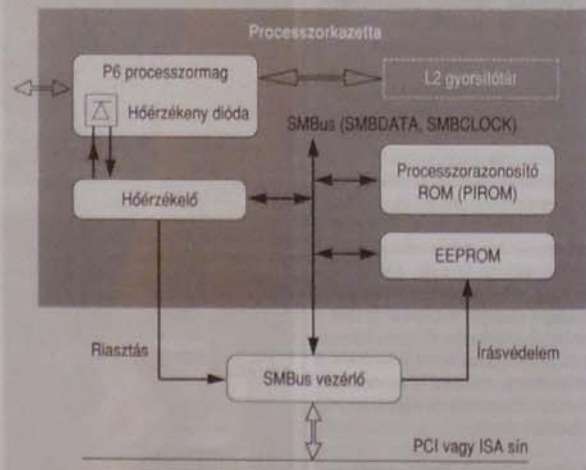 Processzorkazetta
P6 processzormag
Hőérzékeny dióda
L2 gyorsítótár
SMBus (SMBDATA, SMBCLOCK)
Hőérzékelő
Processzorazonosító
ROM (PIROM)
EEPROM
Riasztás
Írásvédelem
SMBus vezérlő
PCI vagy ISA sín